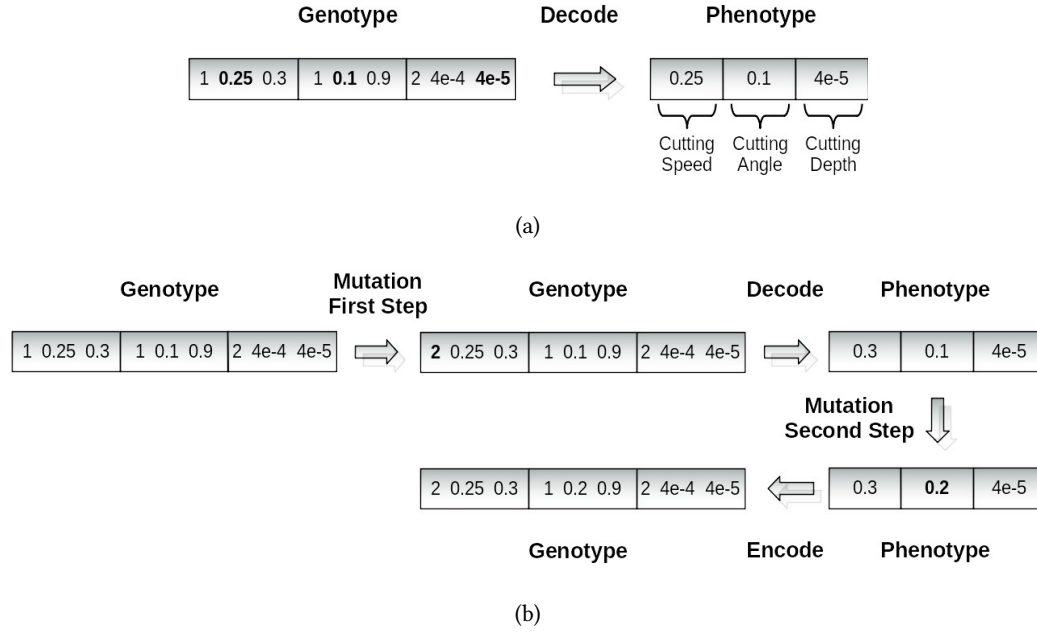 Genotype Decode Phenotype
1 0.25 0.3 1 0.1 0.9 2 4e-4 4e-5 0.25 0.1 4e-5
Cutting Speed Cutting Angle Cutting Depth
(a)
Genotype Mutation First Step Genotype Decode Phenotype
1 0.25 0.3 1 0.1 0.9 2 4e-4 4e-5 2 0.25 0.3 1 0.1 0.9 2 4e-4 4e-5 0.3 0.1 4e-5
Mutation
Second Step
2 0.25 0.3 1 0.2 0.9 2 4e-4 4e-5 0.3 0.2 4e-5
Genotype Encode Phenotype
(b)